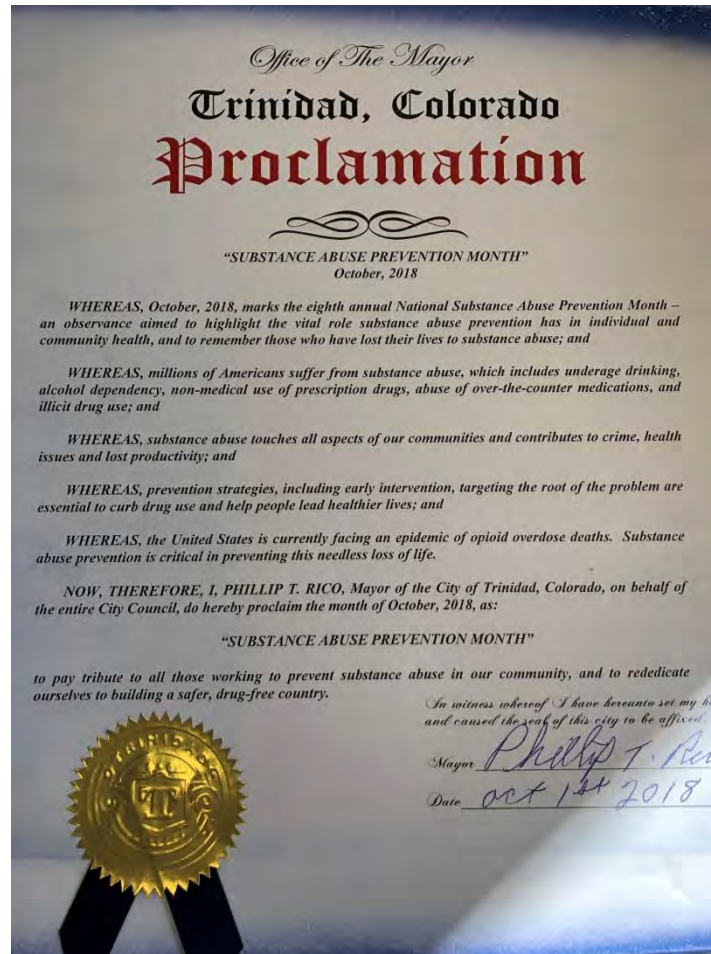 Office of The Mayor
Trinidad, Colorado
Proclamation
“SUBSTANCE ABUSE PREVENTION MONTH”
October, 2018
WHEREAS, October, 2018, marks the eighth annual National Substance Abuse Prevention Month –
an observance aimed to highlight the vital role substance abuse prevention has in individual and
community health, and to remember those who have lost their lives to substance abuse; and
WHEREAS, millions of Americans suffer from substance abuse, which includes underage drinking,
alcohol dependency, non-medical use of prescription drugs, abuse of over-the-counter medications, and
illicit drug use; and
WHEREAS, substance abuse touches all aspects of our communities and contributes to crime, health
issues and lost productivity; and
WHEREAS, prevention strategies, including early intervention, targeting the root of the problem are
essential to curb drug use and help people lead healthier lives; and
WHEREAS, the United States is currently facing an epidemic of opioid overdose deaths. Substance
abuse prevention is critical in preventing this needless loss of life.
NOW, THEREFORE, I, PHILLIP T. RICO, Mayor of the City of Trinidad, Colorado, on behalf of
the entire City Council, do hereby proclaim the month of October, 2018, as:
“SUBSTANCE ABUSE PREVENTION MONTH”
to pay tribute to all those working to prevent substance abuse in our community, and to rededicate
ourselves to building a safer, drug-free country.
In witness whereof I have hereunto set my
and caused the seal of this city to be affixed.
Mayor Phillip T.
Date Oct 1st 2018
TRINIDAD
T